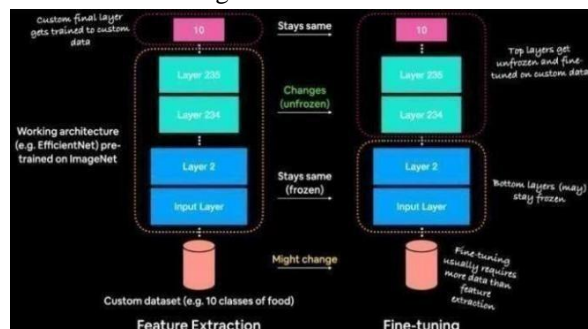 Custom final layer
gets trained to custom
data
10
Stays same
10
Layer 235
Layer 234
Changes
(unfrozen)
Layer 235
Layer 234
Top layers get
unfrozen and fine-
tuned on custom data
Working architecture
(e.g. EfficientNet) pre-
trained on ImageNet
Layer 2
Input Layer
Stays same
(frozen)
Layer 2
Input Layer
Bottom layers (may)
stay frozen
Might change
Fine-tuning
usually requires
more data than
feature
extraction
Custom dataset (e.g. 10 classes of food)
Feature Extraction
Fine-tuning